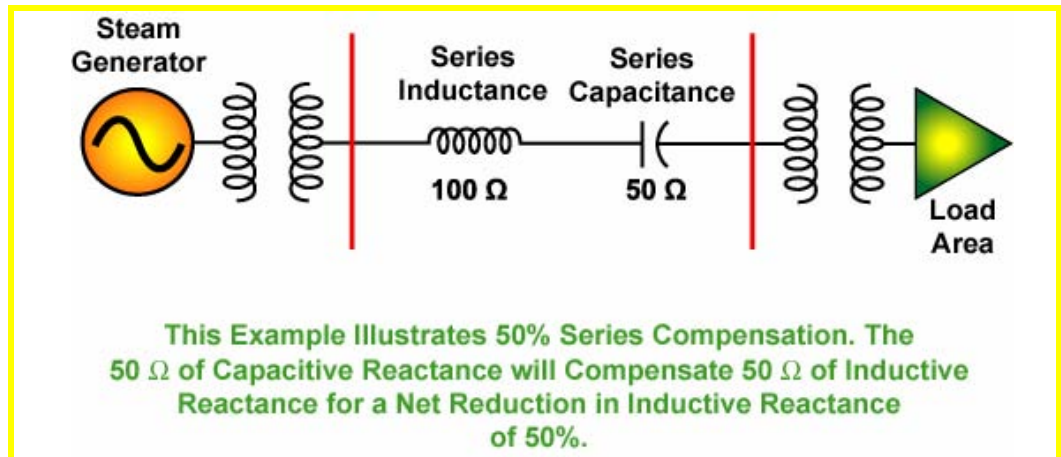 Steam
Generator
Series
Inductance
Series
Capacitance
100 Ω
50 Ω
Load
Area
This Example Illustrates 50% Series Compensation. The
50 Ω of Capacitive Reactance will Compensate 50 Ω of Inductive
Reactance for a Net Reduction in Inductive Reactance
of 50%.